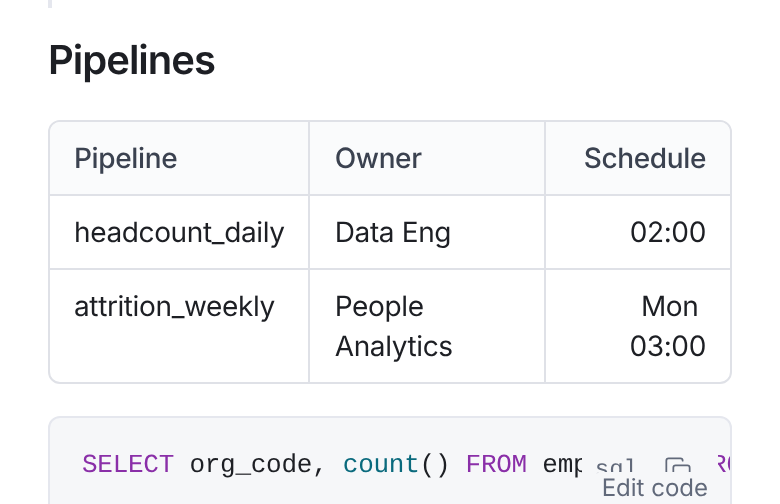 Pipelines
Pipeline Owner Schedule
headcount_daily Data Eng 02:00
attrition_weekly People Mon
Analytics 03:00
SELECT org_code, count() FROM emp sql
Edit code